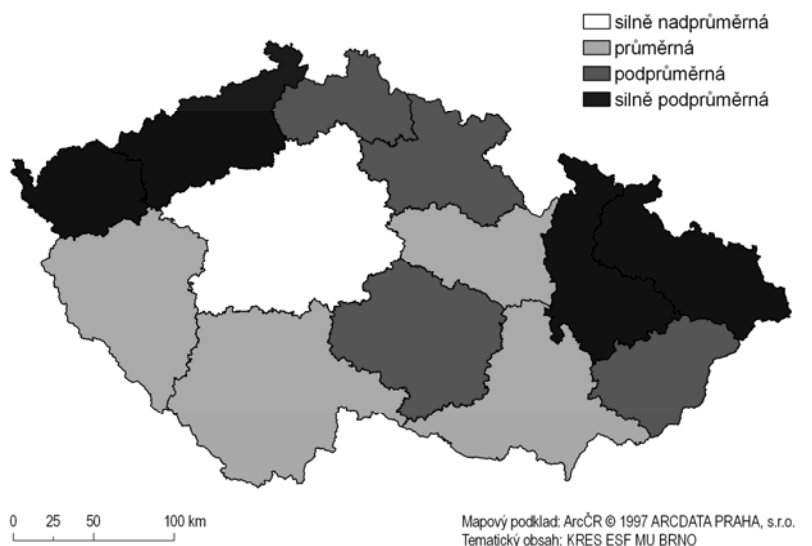 silně nadprůměrná
průměrná
podprůměrná
silně podprůměrná
0 25 50 100 km
Mapový podklad: ArcČR © 1997 ARCDATA PRAHA, s.r.o.
Tematický obsah: KRES ESF MU BRNO